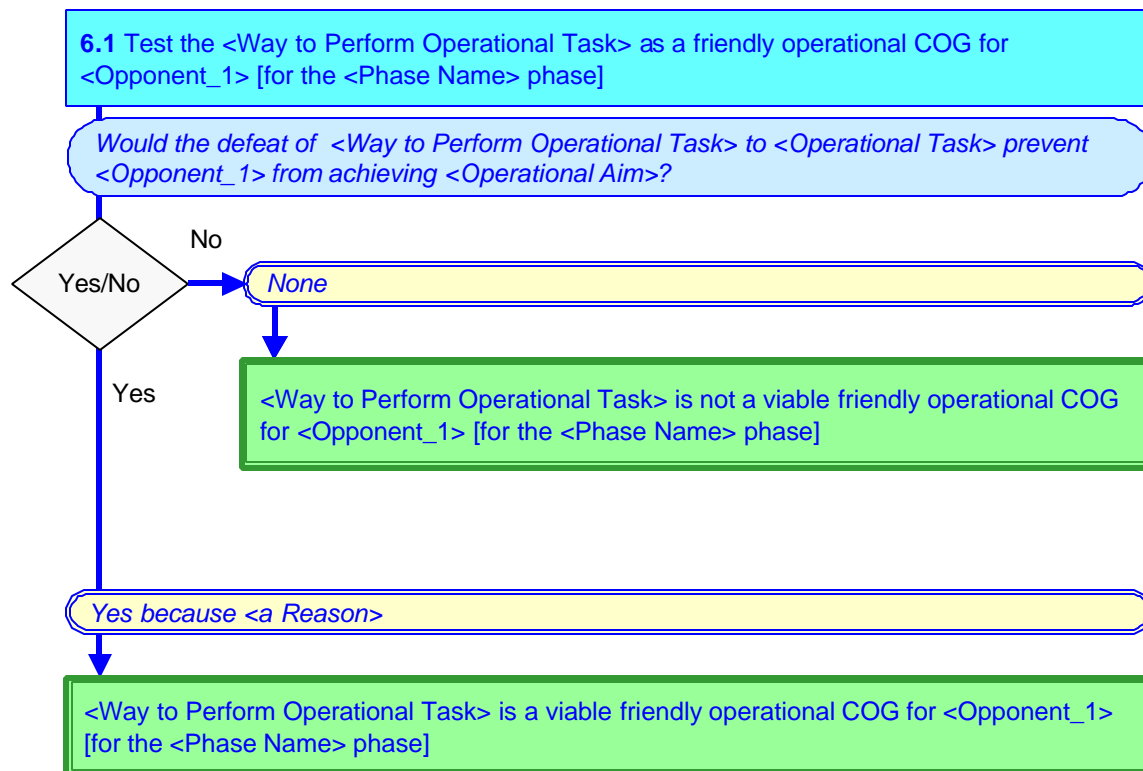 6.1 Test the <Way to Perform Operational Task> as a friendly operational COG for
<Opponent_1> [for the <Phase Name> phase]
Would the defeat of <Way to Perform Operational Task> to <Operational Task> prevent
<Opponent_1> from achieving <Operational Aim>?
No
Yes/No
None
Yes
<Way to Perform Operational Task> is not a viable friendly operational COG
for <Opponent_1> [for the <Phase Name> phase]
Yes because <a Reason>
<Way to Perform Operational Task> is a viable friendly operational COG for <Opponent_1>
[for the <Phase Name> phase]